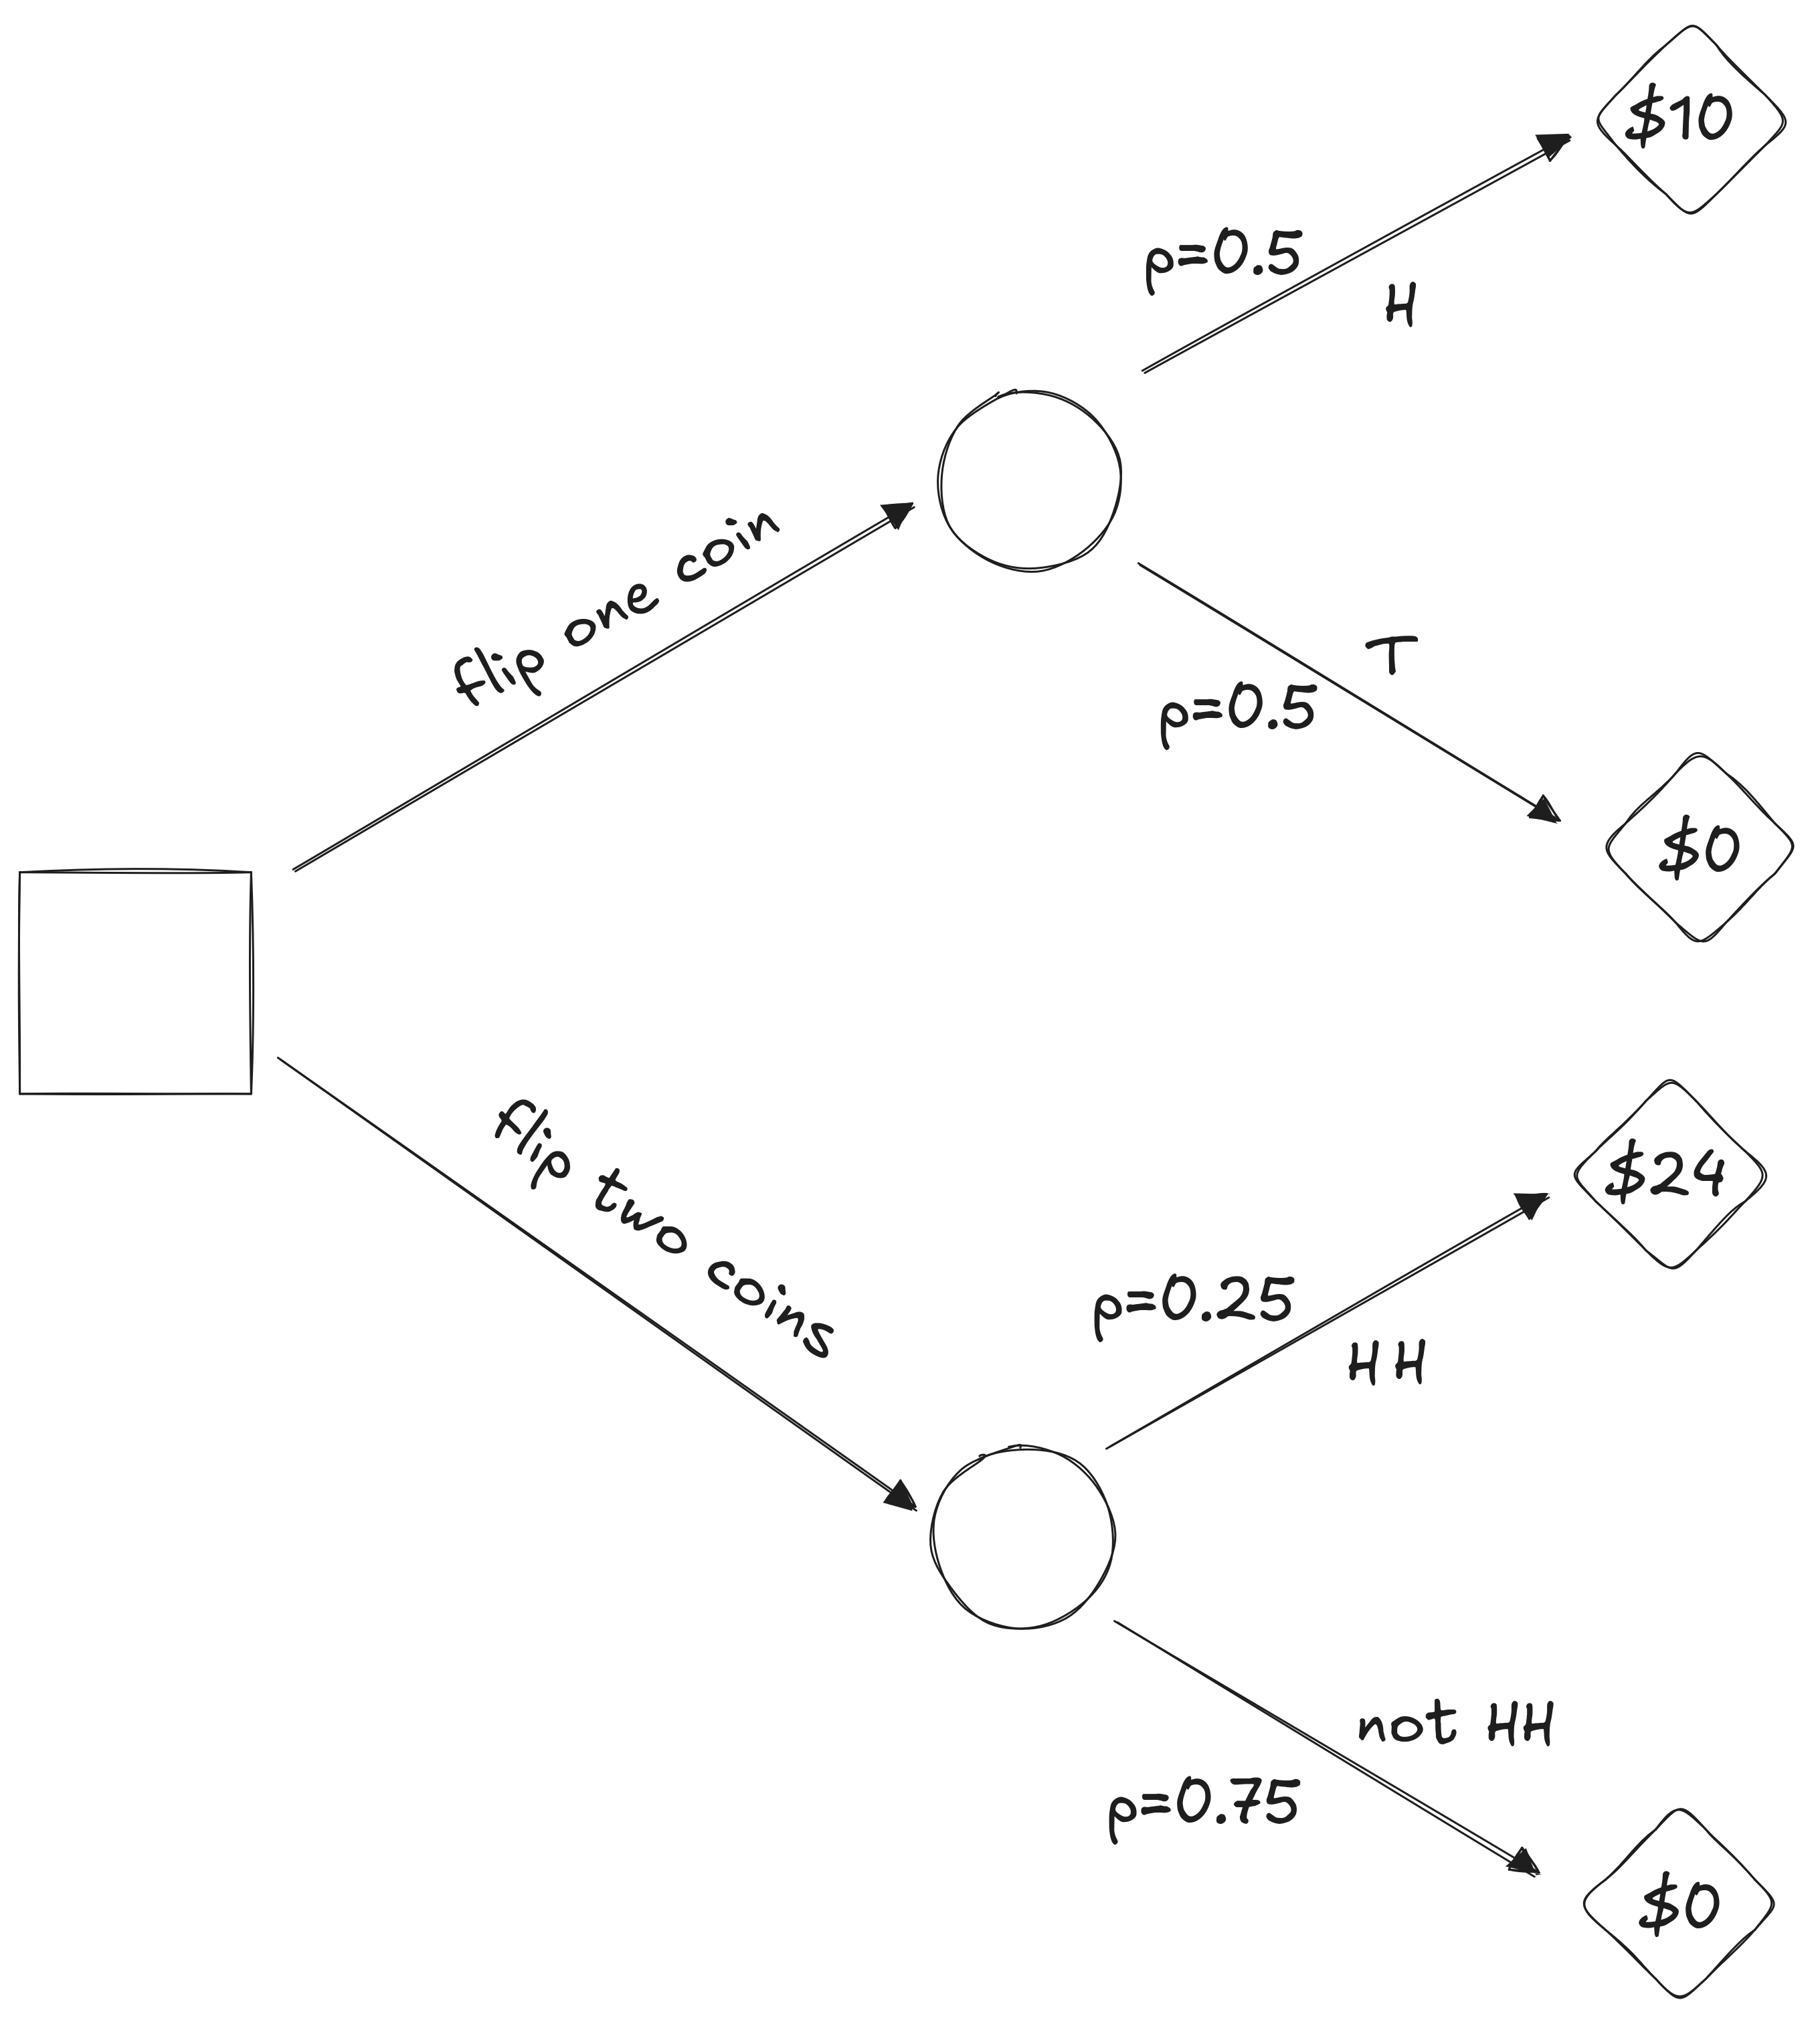 $10
p=0.5
H
flip one coin
T
p=0.5
$0
flip two coins
$24
p=0.25
HH
not HH
p=0.75
$0